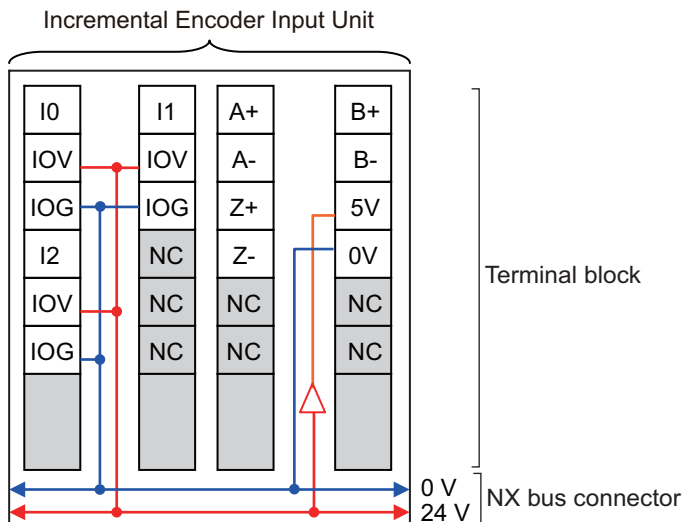 Incremental Encoder Input Unit
I0 I1 A+ B+
IOV IOV A- B-
IOG IOG Z+ 5V
I2 NC Z- 0V
IOV NC NC NC
IOG NC NC NC
Terminal block
0 V
24 V
NX bus connector